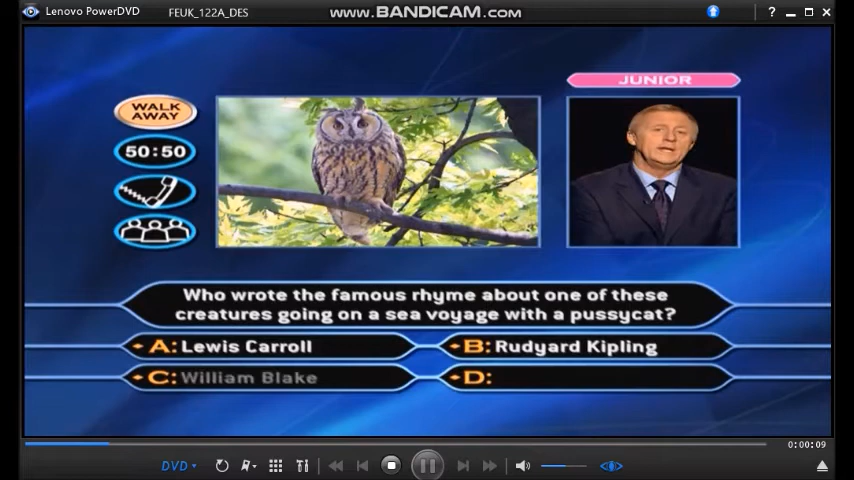 Lenovo PowerDVD
FEUK_122A_DES
WWW.BANDICAM.COM
?
JUNIOR
WALK
AWAY
50:50
Who wrote the famous rhyme about one of these
creatures going on a sea voyage with a pussycat?
A: Lewis Carroll
B: Rudyard Kipling
C: William Blake
D:
0:00:09
DVD